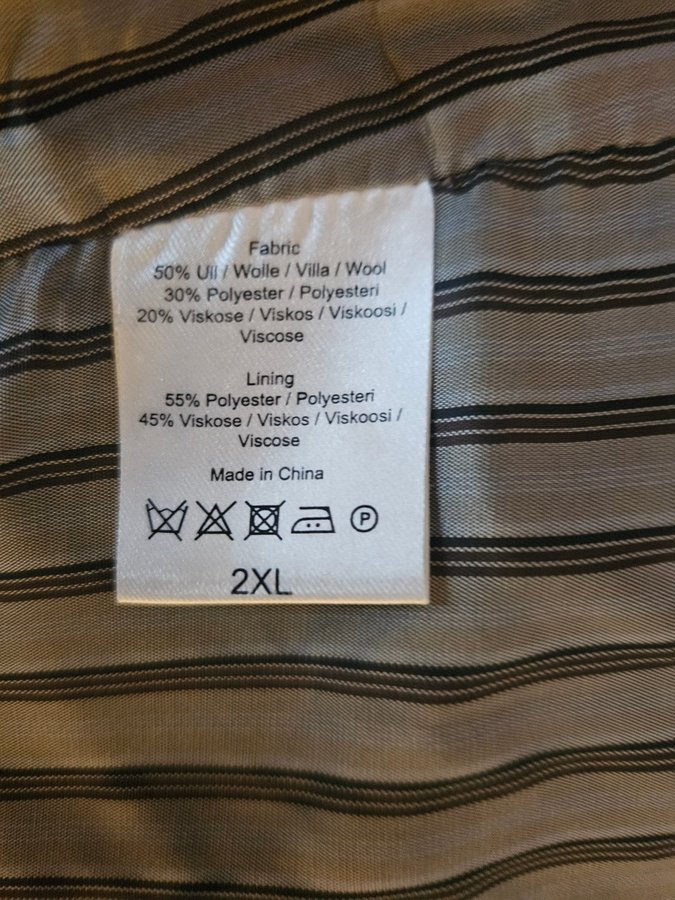 Fabric
50% Ull / Wolle / Villa / Wool
30% Polyester / Polyesteri
20% Viskose / Viskos / Viskoosi /
Viscose
Lining
55% Polyester / Polyesteri
45% Viskose / Viskos / Viskoosi /
Viscose
Made in China
P
2XL